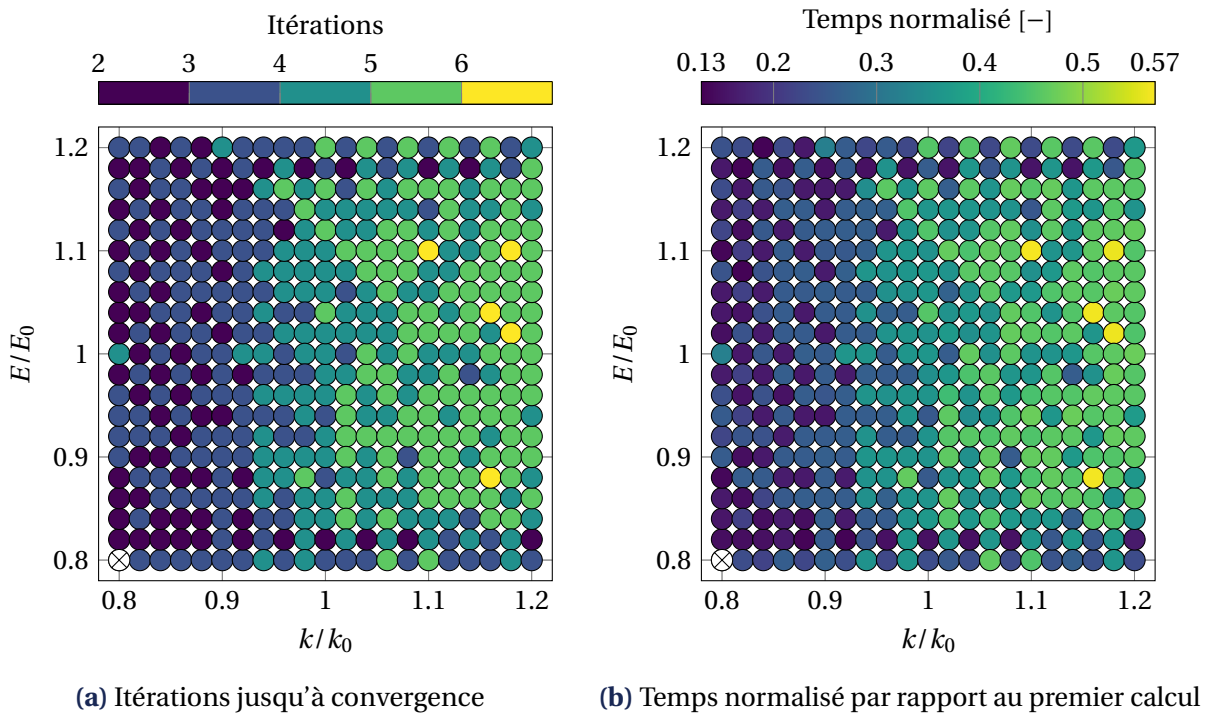 Itérations
2 3 4 5 6
1.2
1.1
1
0.9
0.8
E/E₀
0.8 0.9 1 1.1 1.2
k/k₀
(a) Itérations jusqu'à convergence
Temps normalisé [−]
0.13 0.2 0.3 0.4 0.5 0.57
1.2
1.1
1
0.9
0.8
E/E₀
0.8 0.9 1 1.1 1.2
k/k₀
(b) Temps normalisé par rapport au premier calcul